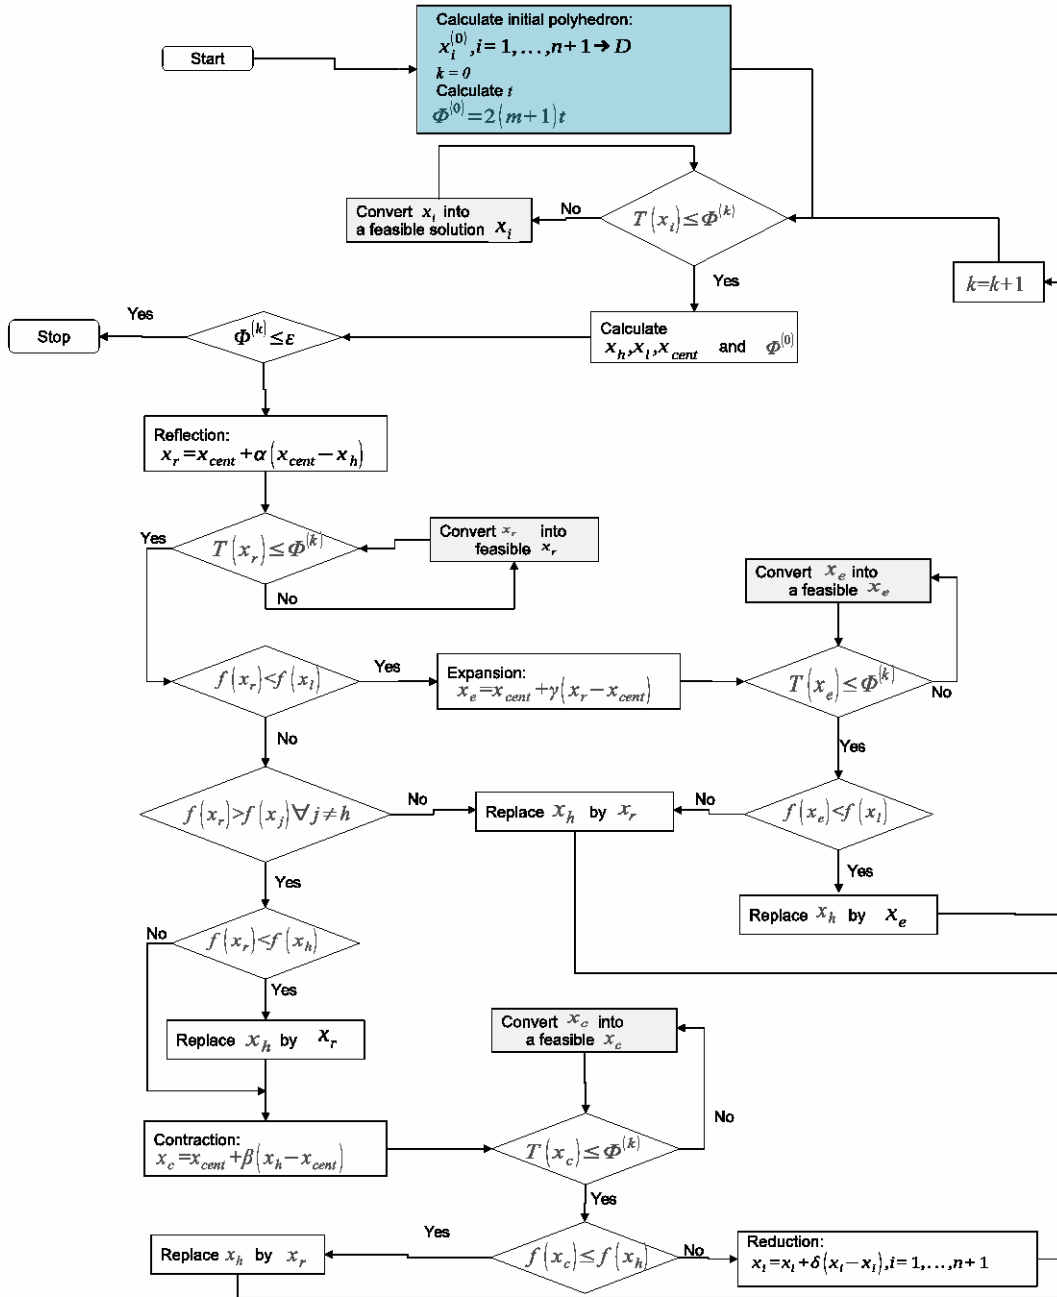 Calculate initial polyhedron:
x_i^(0), i= 1, . . . ,n+ 1 → D
k = 0
Calculate t
Φ^(0) = 2(m+1)t
Start
Convert x_i into
a feasible solution x_i
No
T(x_i) ≤ Φ^(k)
Yes
k=k+1
Stop
Yes
Φ^(k) ≤ ε
Calculate
x_h, x_l, x_cent and Φ^(0)
Reflection:
x_r = x_cent + α(x_cent − x_h)
Yes
T(x_r) ≤ Φ^(k)
No
Convert x_r into
feasible x_r
Convert x_e into
a feasible x_e
f(x_r) < f(x_l)
Yes
Expansion:
x_e = x_cent + γ(x_r − x_cent)
T(x_e) ≤ Φ^(k)
No
No
Yes
f(x_r) > f(x_j) ∀ j ≠ h
No
Replace x_h by x_r
No
f(x_e) < f(x_l)
Yes
Yes
Replace x_h by x_e
No
f(x_r) < f(x_h)
Yes
Replace x_h by x_r
Convert x_c into
a feasible x_c
No
Contraction:
x_c = x_cent + β(x_h − x_cent)
T(x_c) ≤ Φ^(k)
Yes
Replace x_h by x_r
Yes
f(x_c) ≤ f(x_h)
No
Reduction:
x_i = x_l + δ(x_i − x_l), i= 1, . . . , n+ 1